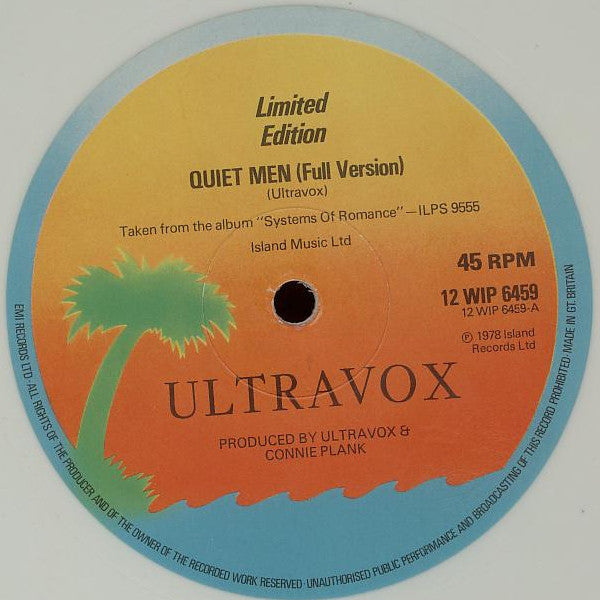 Limited
Edition
QUIET MEN (Full Version)
(Ultravox)
Taken from the album "Systems Of Romance"—ILPS 9555
Island Music Ltd
45 RPM
12 WIP 6459
12 WIP 6459-A
Ⓟ 1978 Island
Records Ltd
ULTRAVOX
PRODUCED BY ULTRAVOX &
CONNIE PLANK
EMI RECORDS LTD·ALL RIGHTS OF THE PRODUCER AND OF THE OWNER OF THE RECORDED WORK RESERVED·UNAUTHORISED PUBLIC PERFORMANCE AND BROADCASTING OF THIS RECORD PROHIBITED·MADE IN GT. BRITAIN